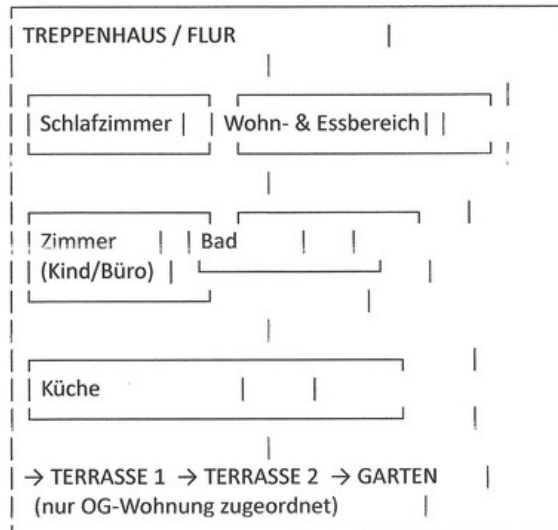 TREPPENHAUS / FLUR
Schlafzimmer
Wohn- & Essbereich
Zimmer
(Kind/Büro)
Bad
Küche
→ TERRASSE 1 → TERRASSE 2 → GARTEN
(nur OG-Wohnung zugeordnet)